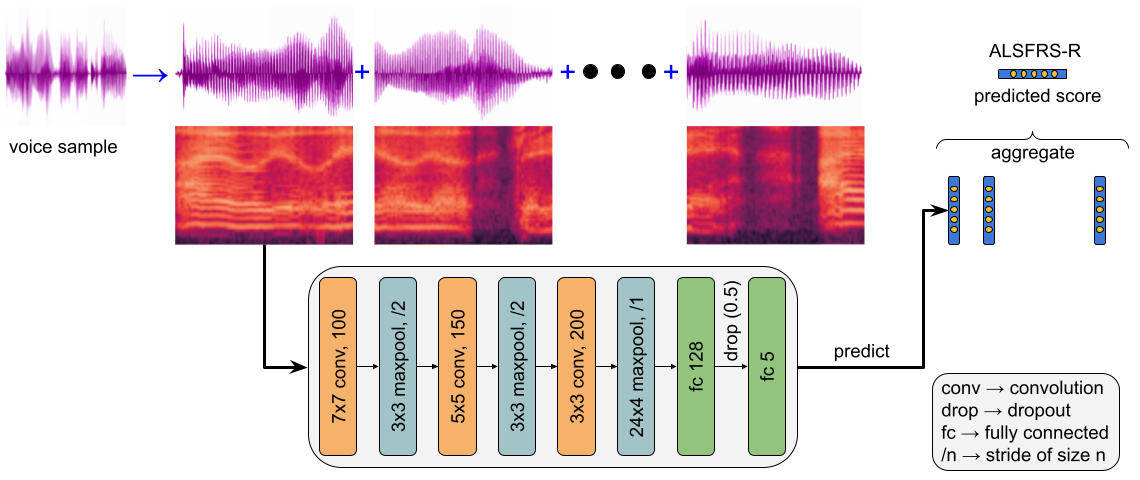 voice sample
+
+
+
ALSFRS-R
predicted score
aggregate
7x7 conv, 100
3x3 maxpool, /2
5x5 conv, 150
3x3 maxpool, /2
3x3 conv, 200
24x4 maxpool, /1
fc 128
drop (0.5)
fc 5
predict
conv → convolution
drop → dropout
fc → fully connected
/n → stride of size n